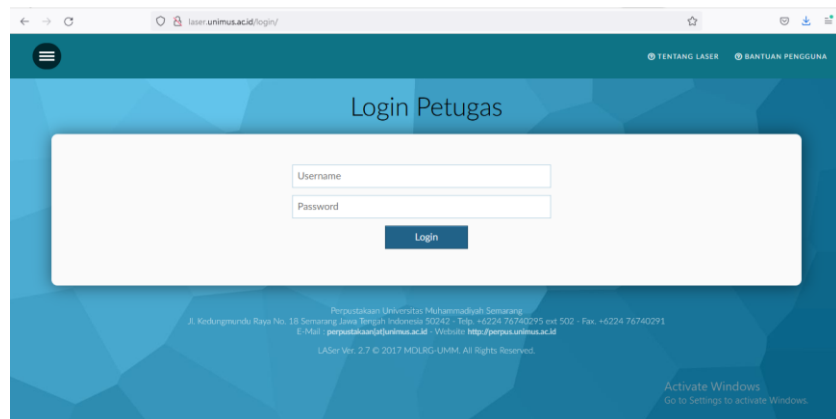 laser.unimus.ac.id/login/
TENTANG LASER BANTUAN PENGGUNA
Login Petugas
Username
Password
Login
Perpustakaan Universitas Muhammadiyah Semarang
Jl. Kedungmundu Raya No. 18 Semarang Jawa Tengah Indonesia 50242 - Telp. +6224 76740295 ext 502 - Fax. +6224 76740291
E-Mail : perpustakaan[at]unimus.ac.id - Website http://perpus.unimus.ac.id
LASer Ver. 2.7 © 2017 MDLRG-UMM. All Rights Reserved.
Activate Windows
Go to Settings to activate Windows.